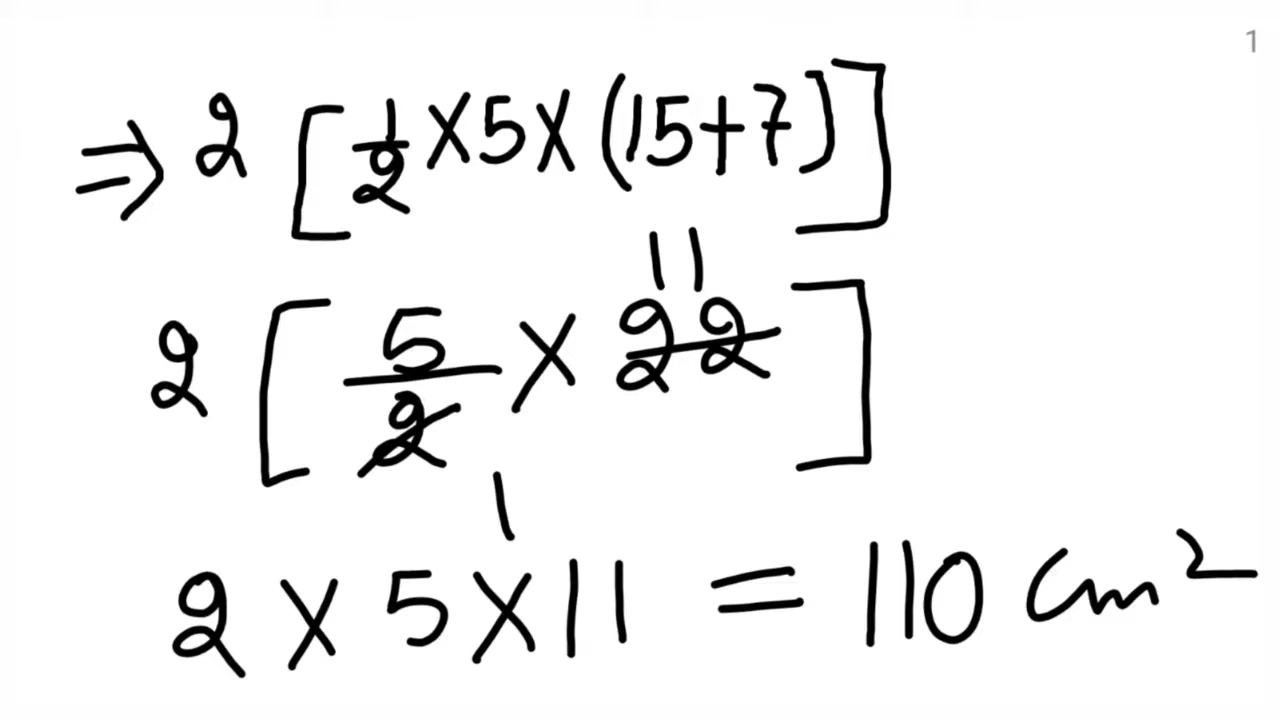 1
⇒ 2 [ 1/2 × 5 × (15+7) ]
11
2 [ 5/2 × 22 ]
1
2 × 5 × 11 = 110 cm²